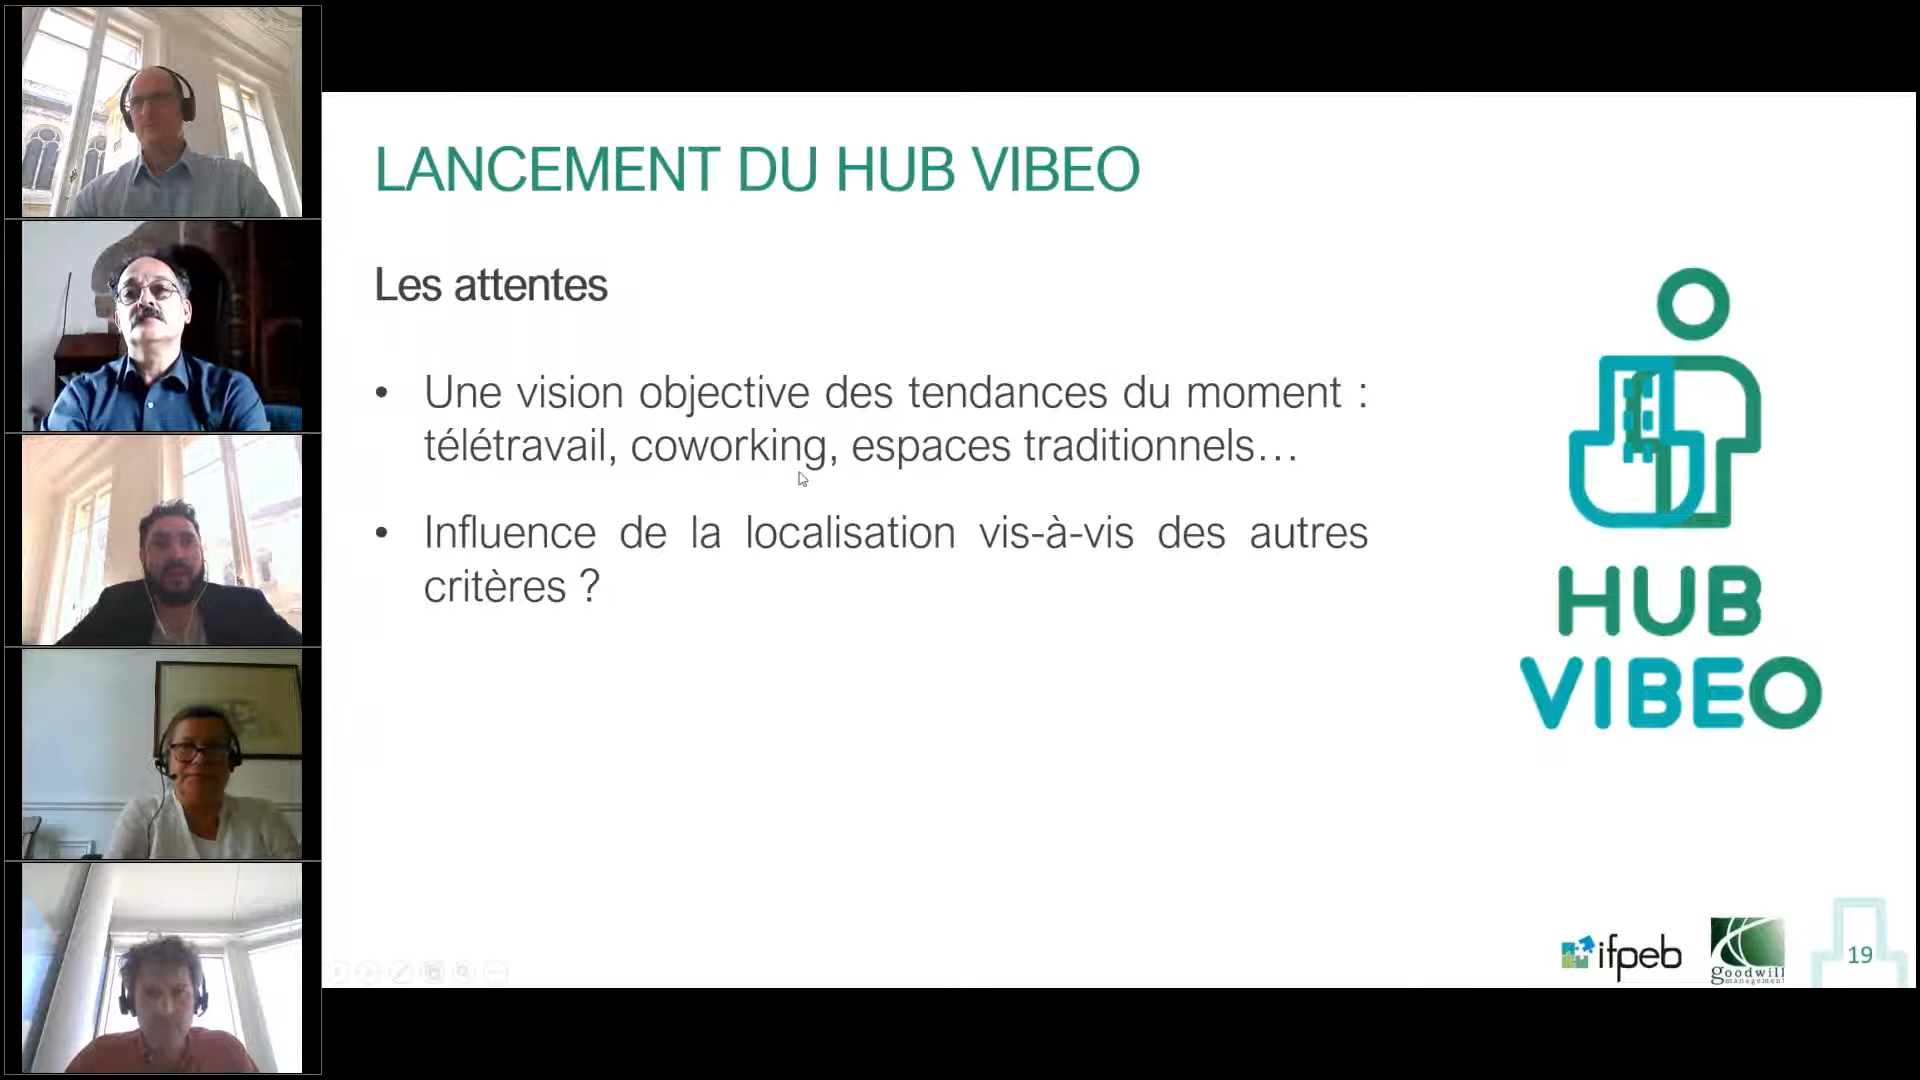 LANCEMENT DU HUB VIBEO
Les attentes
• Une vision objective des tendances du moment :
télétravail, coworking, espaces traditionnels…
• Influence de la localisation vis-à-vis des autres
critères ?
HUB
VIBEO
ifpeb
goodwill
management
19